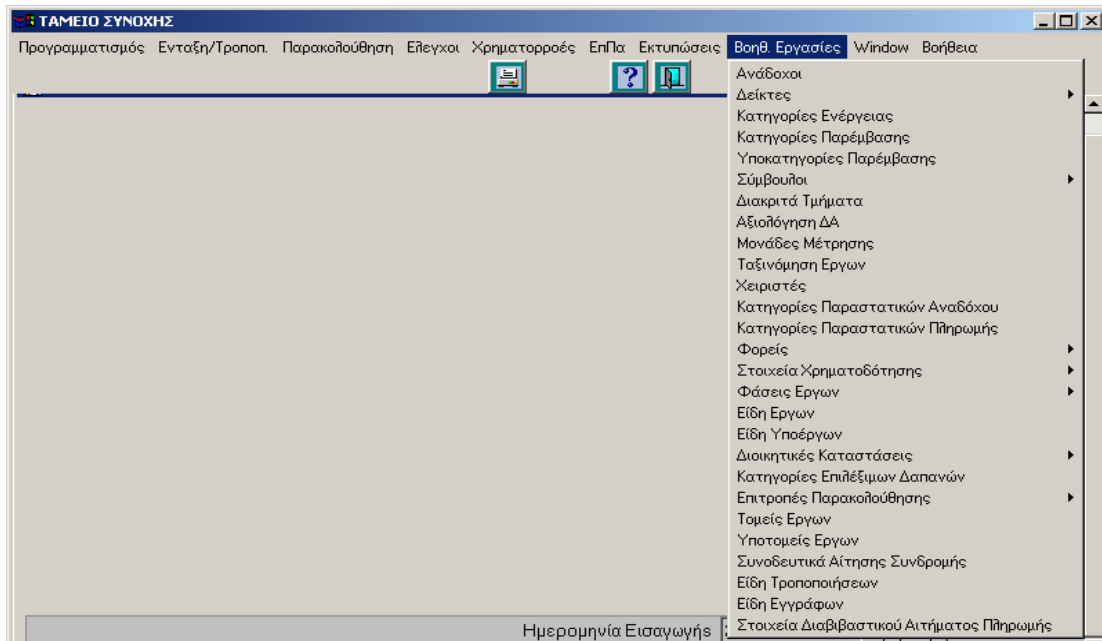 ΤΑΜΕΙΟ ΣΥΝΟΧΗΣ
Προγραμματισμός Ενταξη/Τροποπ. Παρακολούθηση Ελεγχοι Χρηματορροές ΕπΠα Εκτυπώσεις Βοηθ. Εργασίες Window Βοήθεια
Ανάδοχοι
Δείκτες
Κατηγορίες Ενέργειας
Κατηγορίες Παρέμβασης
Υποκατηγορίες Παρέμβασης
Σύμβουλοι
Διακριτά Τμήματα
Αξιολόγηση ΔΑ
Μονάδες Μέτρησης
Ταξινόμηση Εργων
Χειριστές
Κατηγορίες Παραστατικών Αναδόχου
Κατηγορίες Παραστατικών Πληρωμής
Φορείς
Στοιχεία Χρηματοδότησης
Φάσεις Εργων
Είδη Εργων
Είδη Υποέργων
Διοικητικές Καταστάσεις
Κατηγορίες Επιλέξιμων Δαπανών
Επιτροπές Παρακολούθησης
Τομείς Εργων
Υποτομείς Εργων
Συνοδευτικά Αίτησης Συνδρομής
Είδη Τροποποιήσεων
Είδη Εγγράφων
Στοιχεία Διαβιβαστικού Αιτήματος Πληρωμής
Ημερομηνία Εισαγωγής